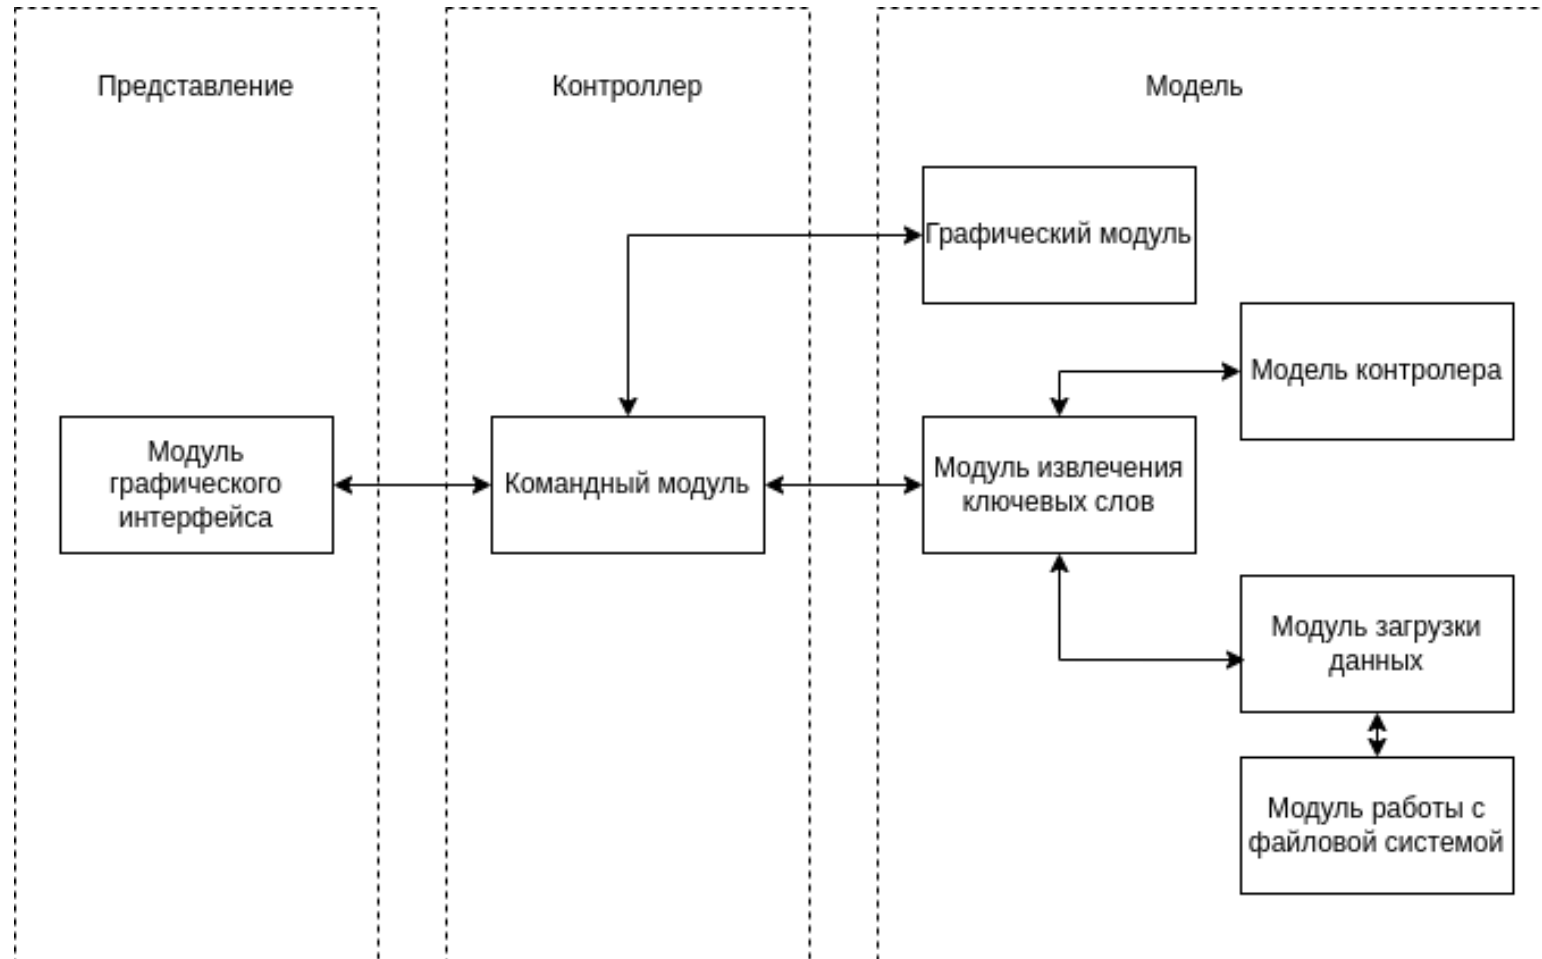 Представление
Контроллер
Модель
Графический модуль
Модель контролера
Модуль
графического
интерфейса
Командный модуль
Модуль извлечения
ключевых слов
Модуль загрузки
данных
Модуль работы с
файловой системой